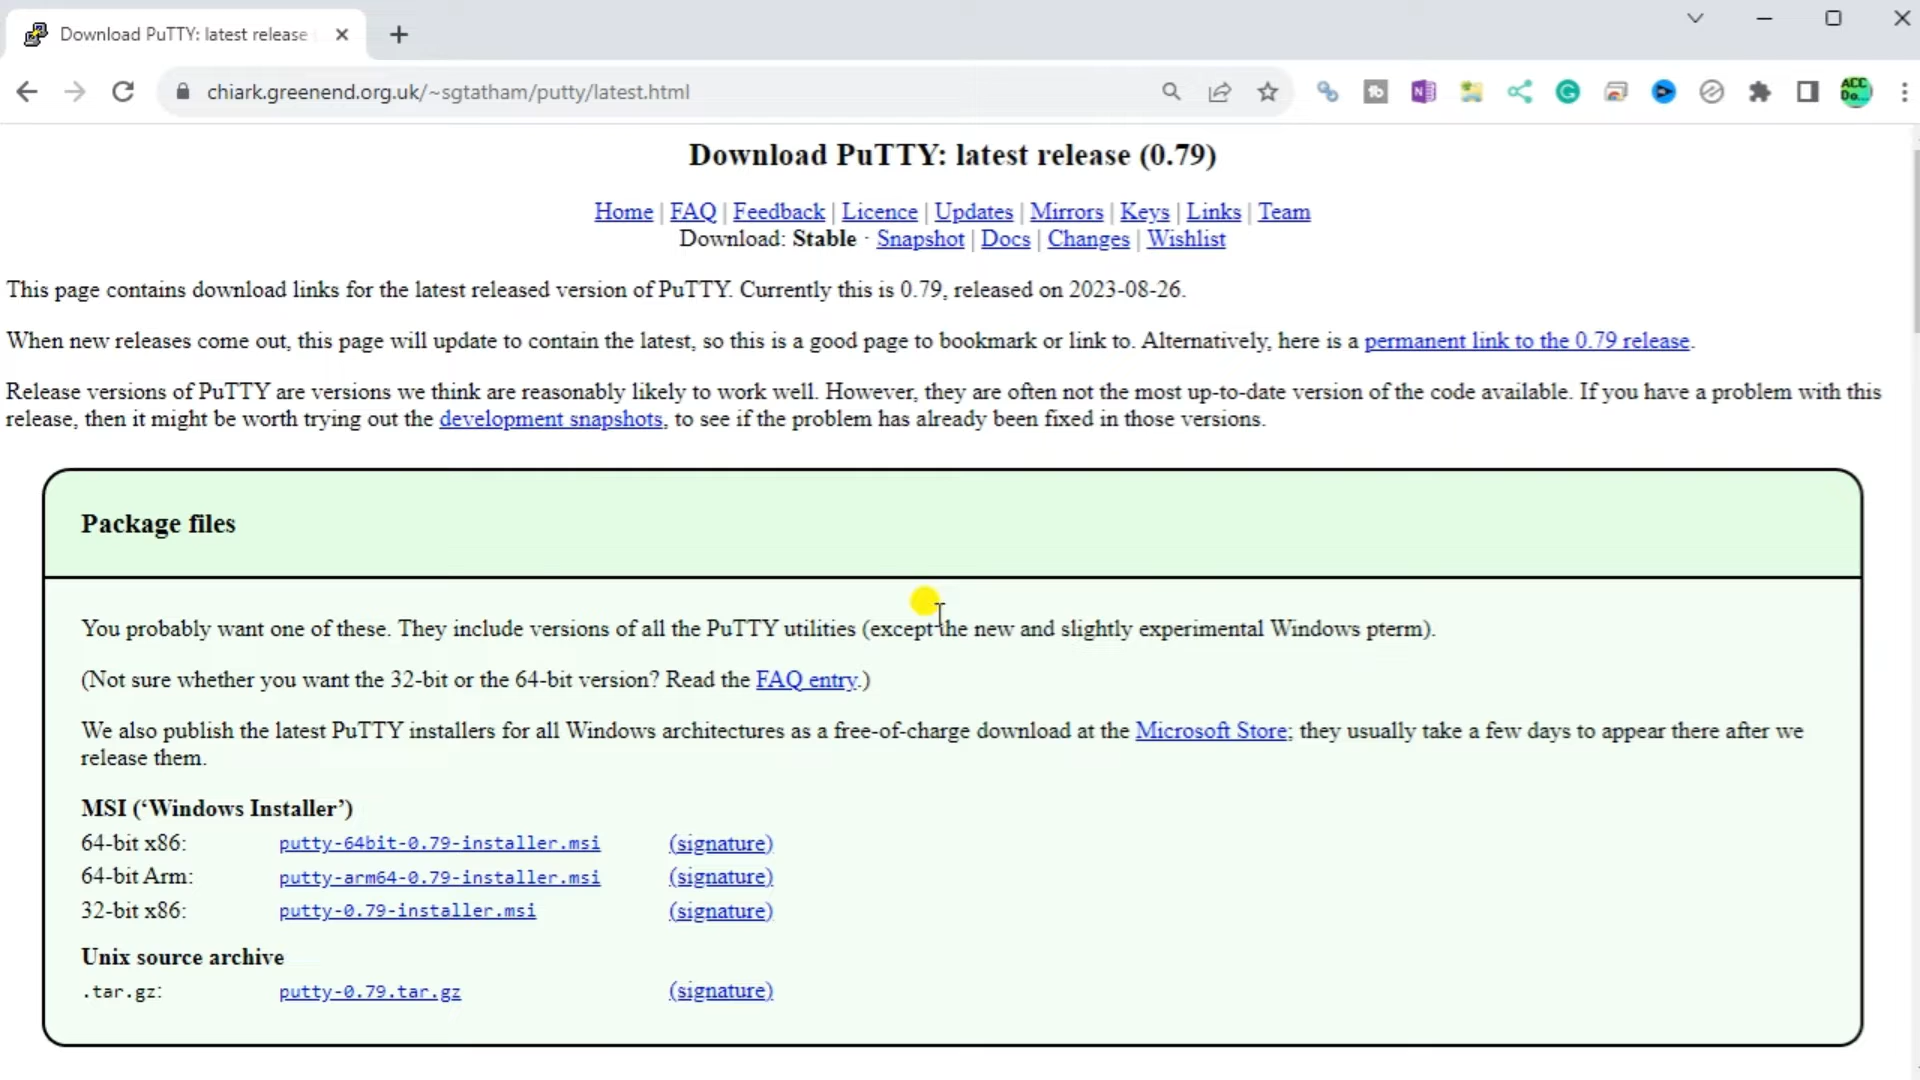 Download PuTTY: latest release
chiark.greenend.org.uk/~sgtatham/putty/latest.html
ACC
Do...
Download PuTTY: latest release (0.79)
Home | FAQ | Feedback | Licence | Updates | Mirrors | Keys | Links | Team
Download: Stable · Snapshot | Docs | Changes | Wishlist
This page contains download links for the latest released version of PuTTY. Currently this is 0.79, released on 2023-08-26.
When new releases come out, this page will update to contain the latest, so this is a good page to bookmark or link to. Alternatively, here is a permanent link to the 0.79 release.
Release versions of PuTTY are versions we think are reasonably likely to work well. However, they are often not the most up-to-date version of the code available. If you have a problem with this
release, then it might be worth trying out the development snapshots, to see if the problem has already been fixed in those versions.
Package files
You probably want one of these. They include versions of all the PuTTY utilities (except the new and slightly experimental Windows pterm).
(Not sure whether you want the 32-bit or the 64-bit version? Read the FAQ entry.)
We also publish the latest PuTTY installers for all Windows architectures as a free-of-charge download at the Microsoft Store; they usually take a few days to appear there after we
release them.
MSI (‘Windows Installer’)
64-bit x86: putty-64bit-0.79-installer.msi (signature)
64-bit Arm: putty-arm64-0.79-installer.msi (signature)
32-bit x86: putty-0.79-installer.msi (signature)
Unix source archive
.tar.gz: putty-0.79.tar.gz (signature)